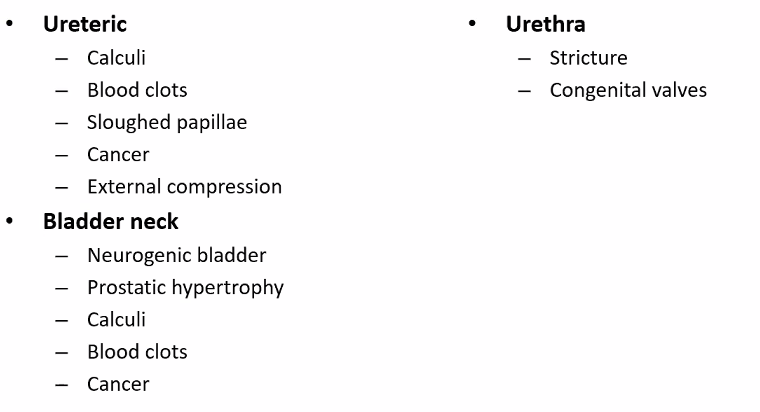 • Ureteric
– Calculi
– Blood clots
– Sloughed papillae
– Cancer
– External compression
• Bladder neck
– Neurogenic bladder
– Prostatic hypertrophy
– Calculi
– Blood clots
– Cancer
• Urethra
– Stricture
– Congenital valves